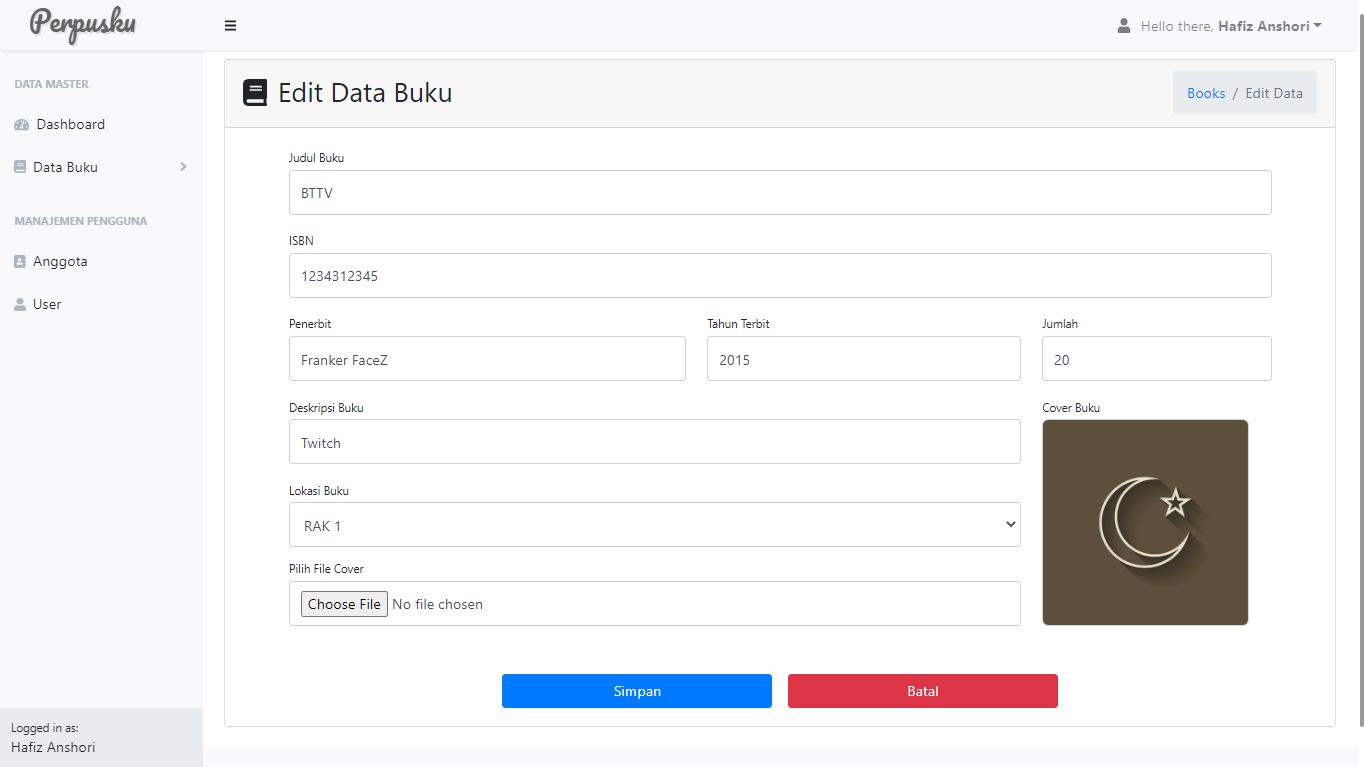 Perpusku
Hello there, Hafiz Anshori
DATA MASTER
Dashboard
Data Buku
MANAJEMEN PENGGUNA
Anggota
User
Logged in as:
Hafiz Anshori
Edit Data Buku
Books / Edit Data
Judul Buku
BTTV
ISBN
1234312345
Penerbit
Tahun Terbit
Jumlah
Franker FaceZ
2015
20
Deskripsi Buku
Cover Buku
Twitch
Lokasi Buku
RAK 1
Pilih File Cover
Choose File No file chosen
Simpan
Batal